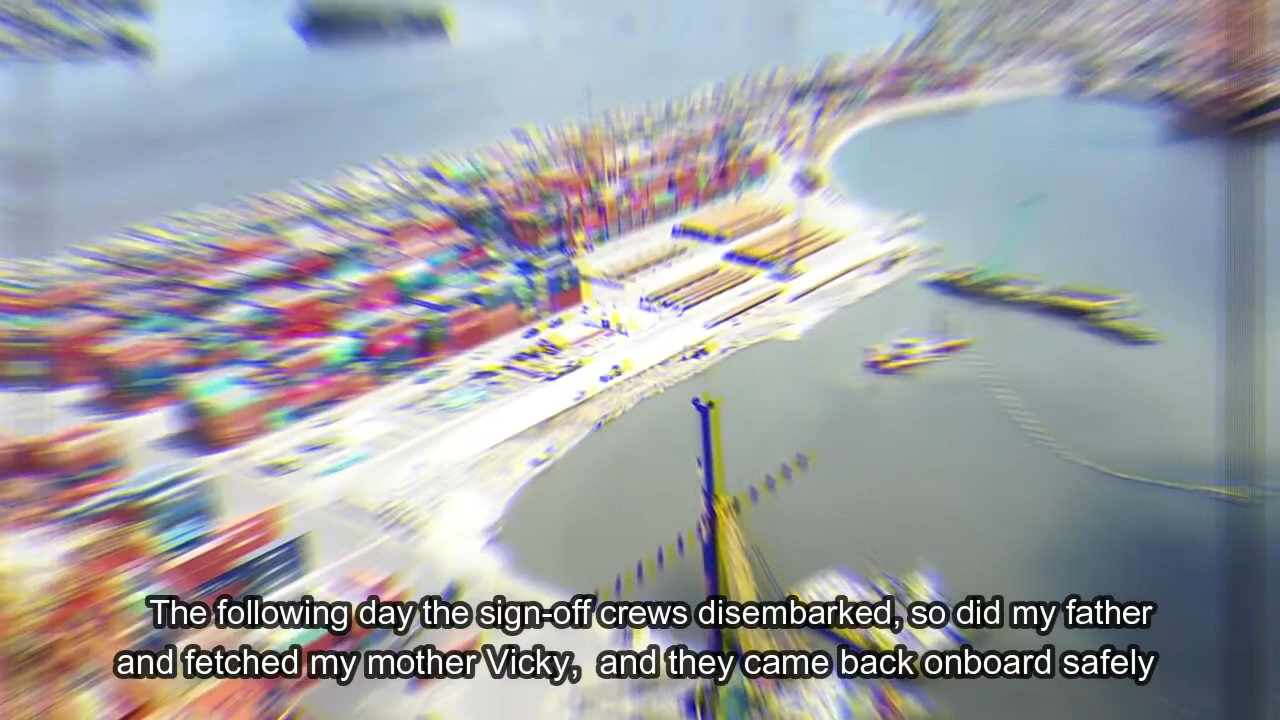 The following day the sign-off crews disembarked, so did my father
and fetched my mother Vicky,  and they came back onboard safely